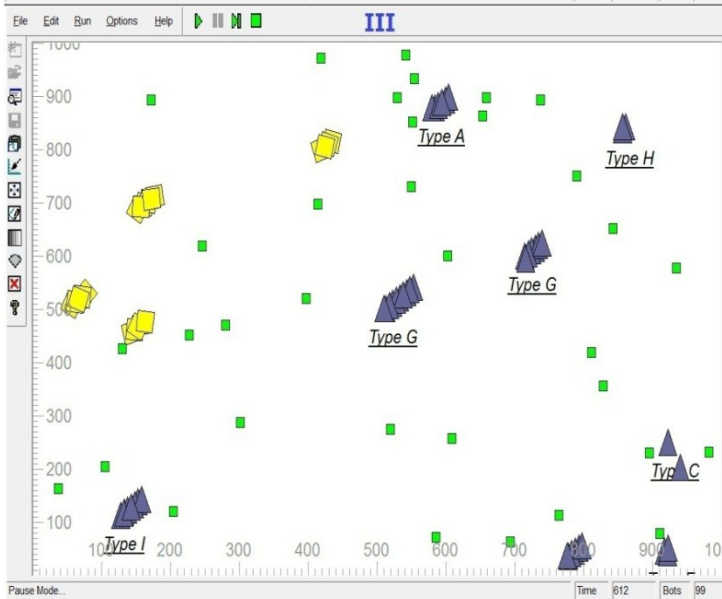 File Edit Run Options Help III
1000
900
800
700
600
500
400
300
200
100
Type A
Type H
Type G
Type G
Type C
Type I
100 200 300 400 500 600 700 800 900
Pause Mode... Time 612 Bots 99